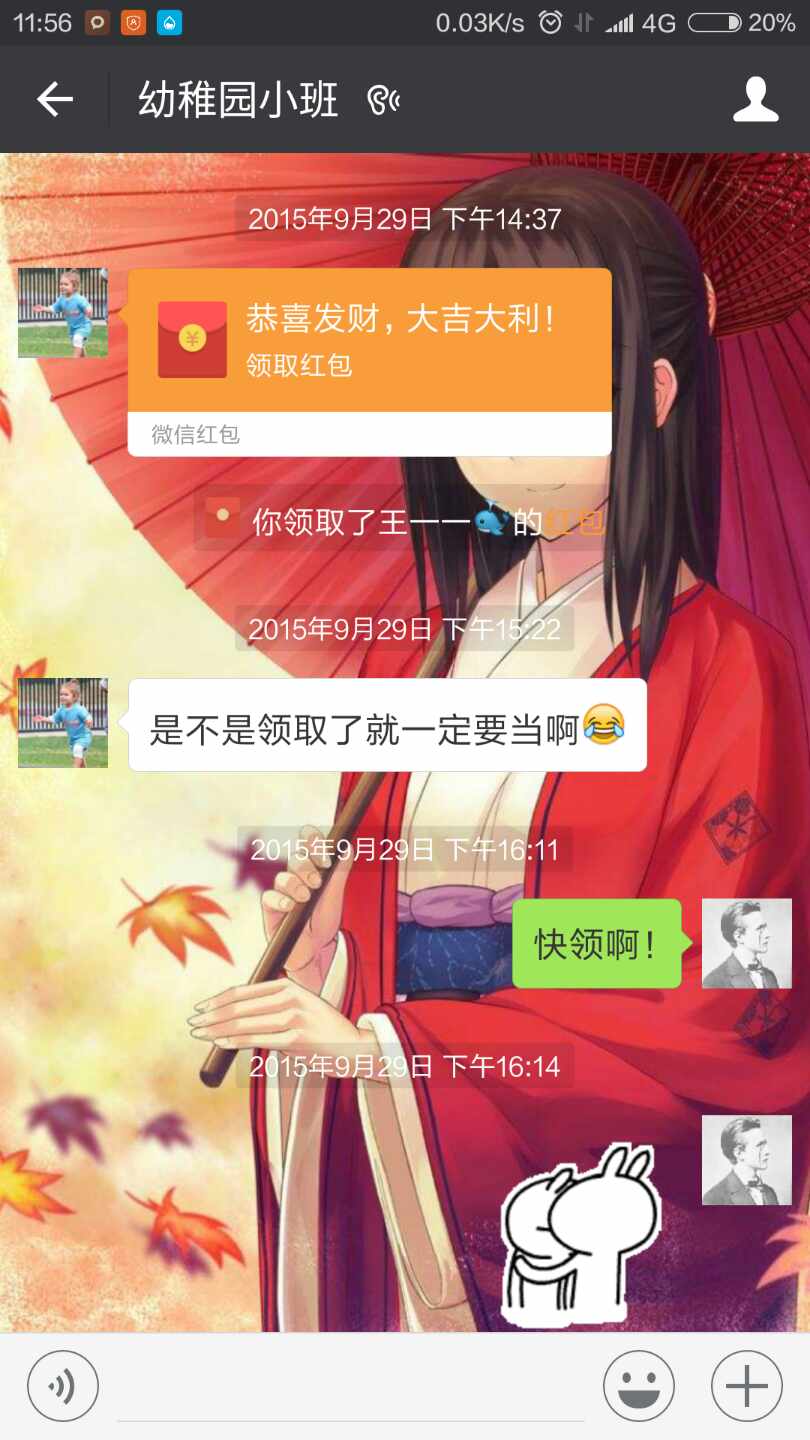 11:56 0.03K/s 4G 20%
幼稚园小班
2015年9月29日 下午14:37
恭喜发财，大吉大利！
领取红包
微信红包
你领取了王一一🐳的红包
2015年9月29日 下午15:22
是不是领取了就一定要当啊😂
2015年9月29日 下午16:11
快领啊！
2015年9月29日 下午16:14